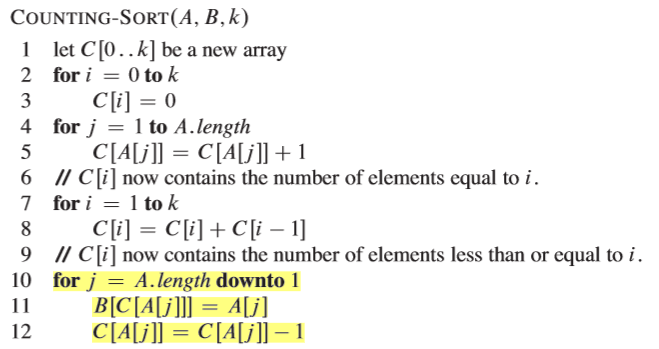 COUNTING-SORT(A, B, k)
1 let C[0..k] be a new array
2 for i = 0 to k
3 C[i] = 0
4 for j = 1 to A.length
5 C[A[j]] = C[A[j]] + 1
6 // C[i] now contains the number of elements equal to i.
7 for i = 1 to k
8 C[i] = C[i] + C[i − 1]
9 // C[i] now contains the number of elements less than or equal to i.
10 for j = A.length downto 1
11 B[C[A[j]]] = A[j]
12 C[A[j]] = C[A[j]] − 1